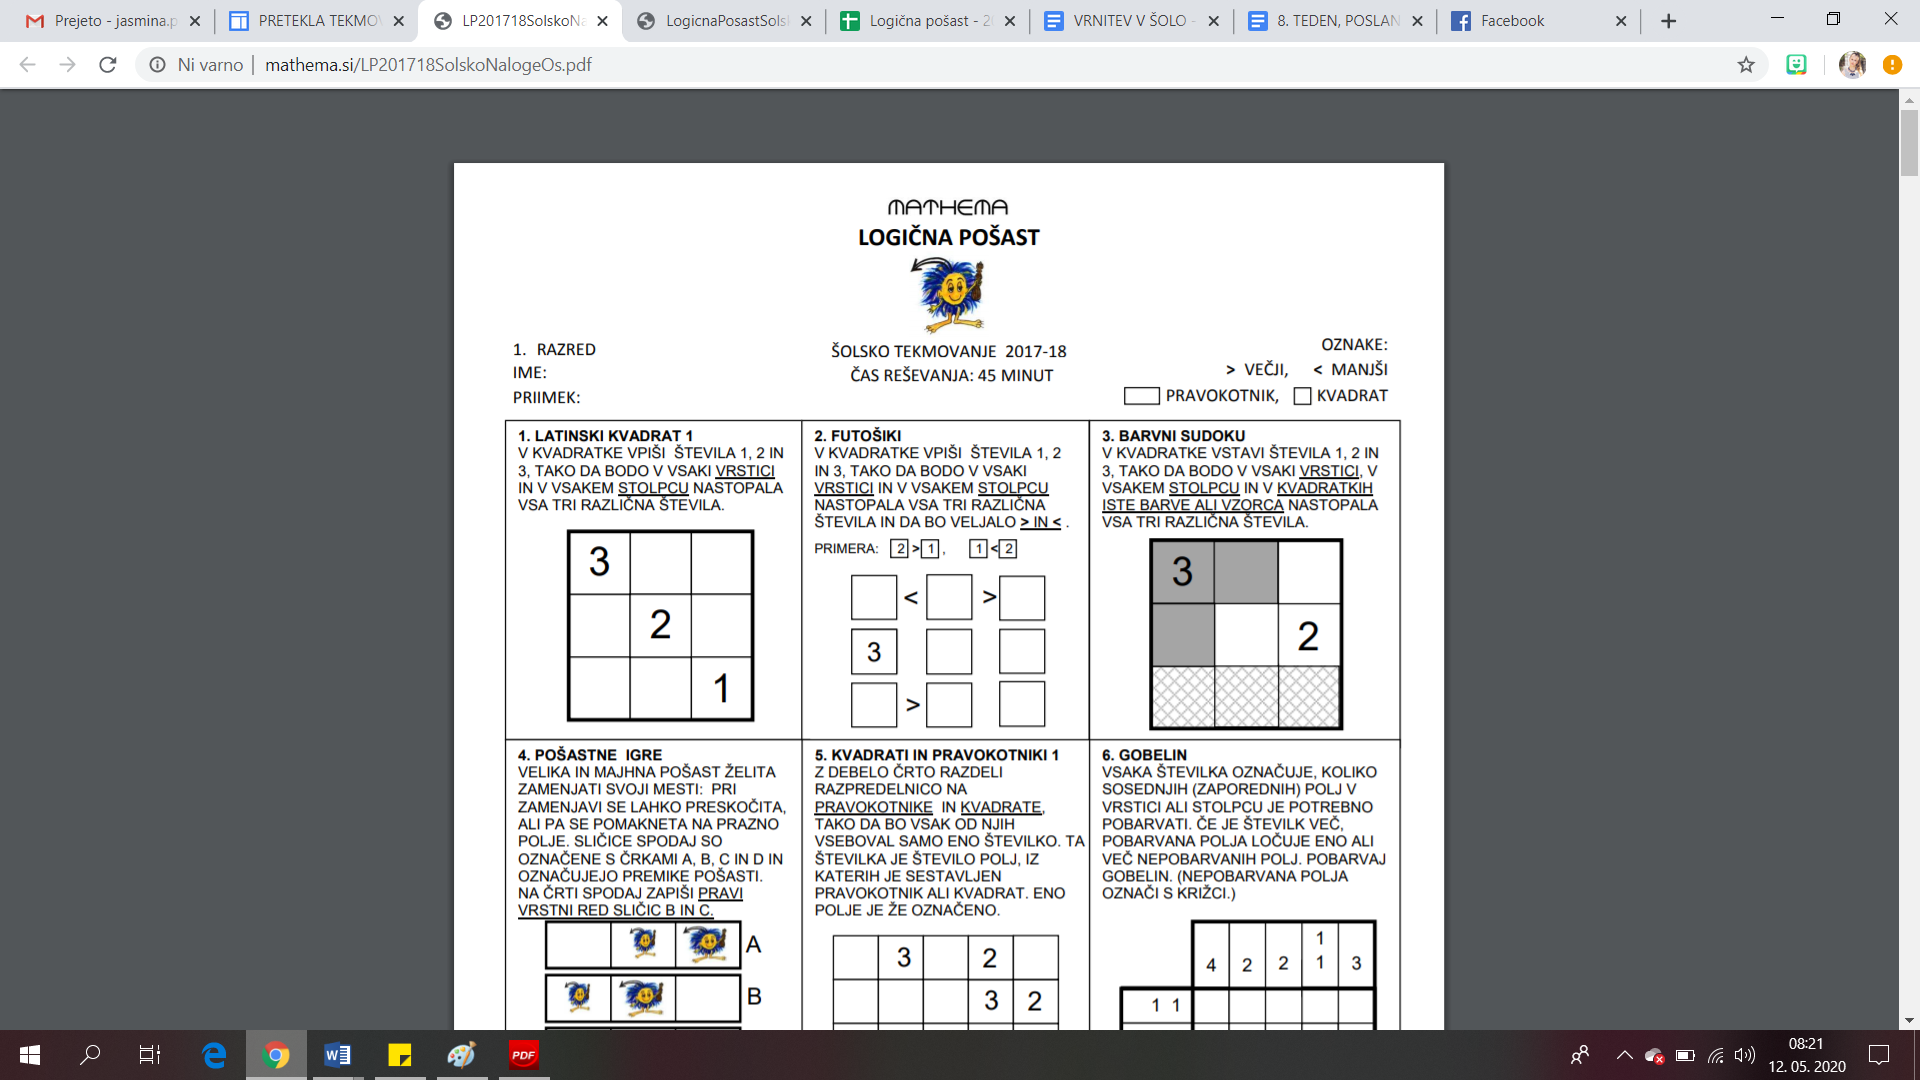 Prejeto - jasmina.p
PRETEKLA TEKMOV
LP201718SolskoNa
LogicnaPosastSolsk
Logična pošast - 20
VRNITEV V ŠOLO -
8. TEDEN, POSLAN
Facebook
Ni varno | mathema.si/LP201718SolskoNalogeOs.pdf
MATHEMA
LOGIČNA POŠAST
1. RAZRED
IME:
PRIIMEK:
ŠOLSKO TEKMOVANJE 2017-18
ČAS REŠEVANJA: 45 MINUT
OZNAKE:
> VEČJI, < MANJŠI
PRAVOKOTNIK, KVADRAT
1. LATINSKI KVADRAT 1
V KVADRATKE VPIŠI ŠTEVILA 1, 2 IN
3, TAKO DA BODO V VSAKI VRSTICI
IN V VSAKEM STOLPCU NASTOPALA
VSA TRI RAZLIČNA ŠTEVILA.
3
2
1
2. FUTOŠIKI
V KVADRATKE VPIŠI ŠTEVILA 1, 2
IN 3, TAKO DA BODO V VSAKI
VRSTICI IN V VSAKEM STOLPCU
NASTOPALA VSA TRI RAZLIČNA
ŠTEVILA IN DA BO VELJALO > IN < .
PRIMERA: 2 > 1 , 1 < 2
< >
3
>
3. BARVNI SUDOKU
V KVADRATKE VSTAVI ŠTEVILA 1, 2 IN
3, TAKO DA BODO V VSAKI VRSTICI, V
VSAKEM STOLPCU IN V KVADRATKIH
ISTE BARVE ALI VZORCA NASTOPALA
VSA TRI RAZLIČNA ŠTEVILA.
3
2
4. POŠASTNE IGRE
VELIKA IN MAJHNA POŠAST ŽELITA
ZAMENJATI SVOJI MESTI: PRI
ZAMENJAVI SE LAHKO PRESKOČITA,
ALI PA SE POMAKNETA NA PRAZNO
POLJE. SLIČICE SPODAJ SO
OZNAČENE S ČRKAMI A, B, C IN D IN
OZNAČUJEJO PREMIKE POŠASTI.
NA ČRTI SPODAJ ZAPIŠI PRAVI
VRSTNI RED SLIČIC B IN C.
A
B
5. KVADRATI IN PRAVOKOTNIKI 1
Z DEBELO ČRTO RAZDELI
RAZPREDELNICO NA
PRAVOKOTNIKE IN KVADRATE,
TAKO DA BO VSAK OD NJIH
VSEBOVAL SAMO ENO ŠTEVILKO. TA
ŠTEVILKA JE ŠTEVILO POLJ, IZ
KATERIH JE SESTAVLJEN
PRAVOKOTNIK ALI KVADRAT. ENO
POLJE JE ŽE OZNAČENO.
3 2
3 2
6. GOBELIN
VSAKA ŠTEVILKA OZNAČUJE, KOLIKO
SOSEDNJIH (ZAPOREDNIH) POLJ V
VRSTICI ALI STOLPCU JE POTREBNO
POBARVATI. ČE JE ŠTEVILK VEČ,
POBARVANA POLJA LOČUJE ENO ALI
VEČ NEPOBARVANIH POLJ. POBARVAJ
GOBELIN. (NEPOBARVANA POLJA
OZNAČI S KRIŽCI.)
1
4 2 2 1 3
1 1
PDF
08:21
12. 05. 2020